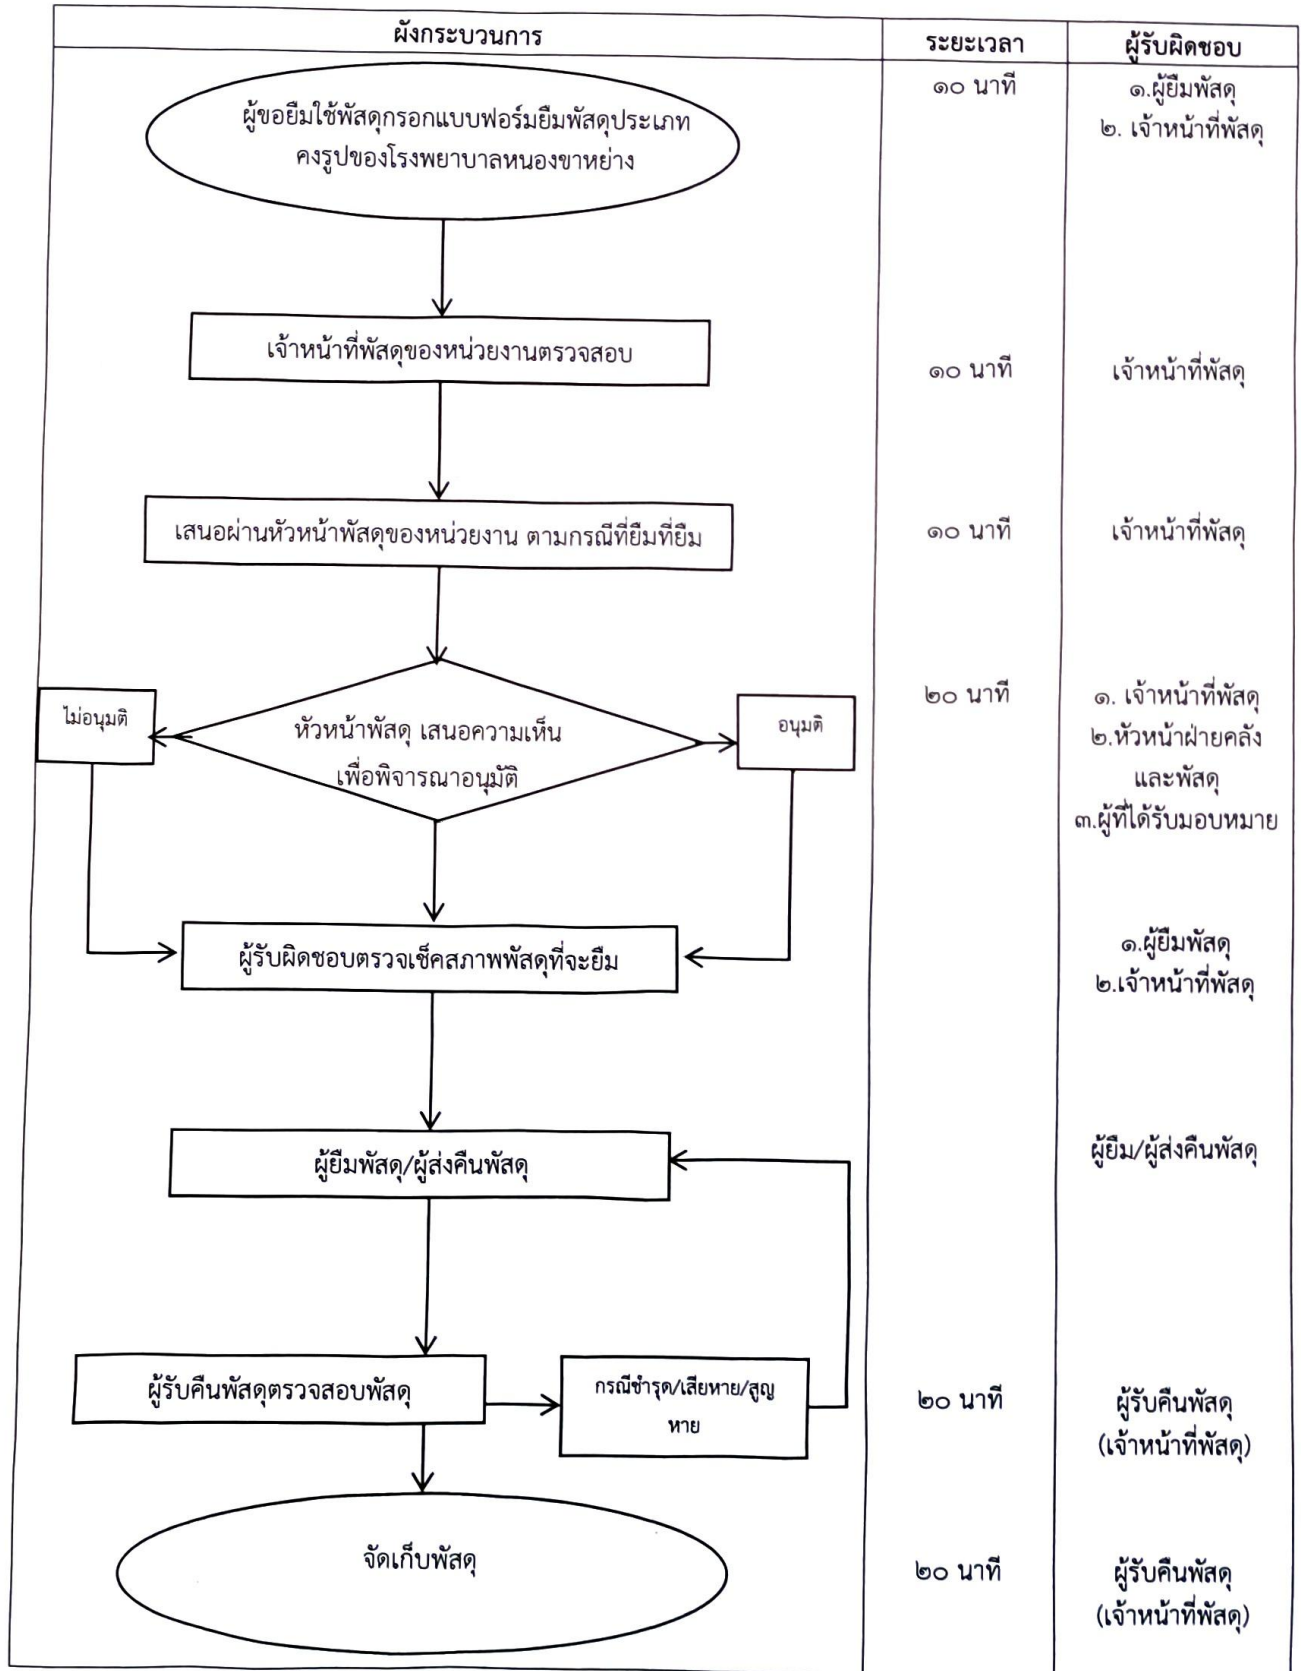 ผังกระบวนการ
ระยะเวลา
ผู้รับผิดชอบ
ผู้ขอยืมใช้พัสดุกรอกแบบฟอร์มยืมพัสดุประเภท
คงรูปของโรงพยาบาลหนองขาหย่าง
๑๐ นาที
๑.ผู้ยืมพัสดุ
๒. เจ้าหน้าที่พัสดุ
เจ้าหน้าที่พัสดุของหน่วยงานตรวจสอบ
๑๐ นาที
เจ้าหน้าที่พัสดุ
เสนอผ่านหัวหน้าพัสดุของหน่วยงาน ตามกรณีที่ยืมที่ยืม
๑๐ นาที
เจ้าหน้าที่พัสดุ
ไม่อนุมติ
หัวหน้าพัสดุ เสนอความเห็น
เพื่อพิจารณาอนุมัติ
อนุมติ
๒๐ นาที
๑. เจ้าหน้าที่พัสดุ
๒.หัวหน้าฝ่ายคลัง
และพัสดุ
๓.ผู้ที่ได้รับมอบหมาย
ผู้รับผิดชอบตรวจเช็คสภาพพัสดุที่จะยืม
๑.ผู้ยืมพัสดุ
๒.เจ้าหน้าที่พัสดุ
ผู้ยืมพัสดุ/ผู้ส่งคืนพัสดุ
ผู้ยืม/ผู้ส่งคืนพัสดุ
ผู้รับคืนพัสดุตรวจสอบพัสดุ
กรณีชำรุด/เสียหาย/สูญ
หาย
๒๐ นาที
ผู้รับคืนพัสดุ
(เจ้าหน้าที่พัสดุ)
จัดเก็บพัสดุ
๒๐ นาที
ผู้รับคืนพัสดุ
(เจ้าหน้าที่พัสดุ)